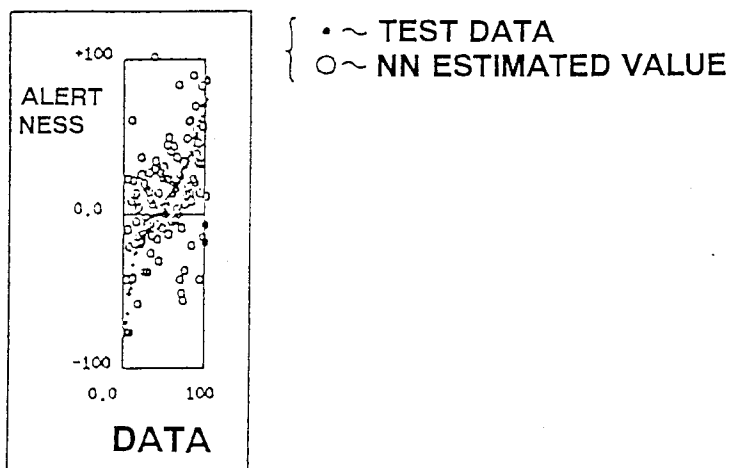 • ~ TEST DATA
○ ~ NN ESTIMATED VALUE
+100
ALERT
NESS
0.0
-100
0.0 100
DATA